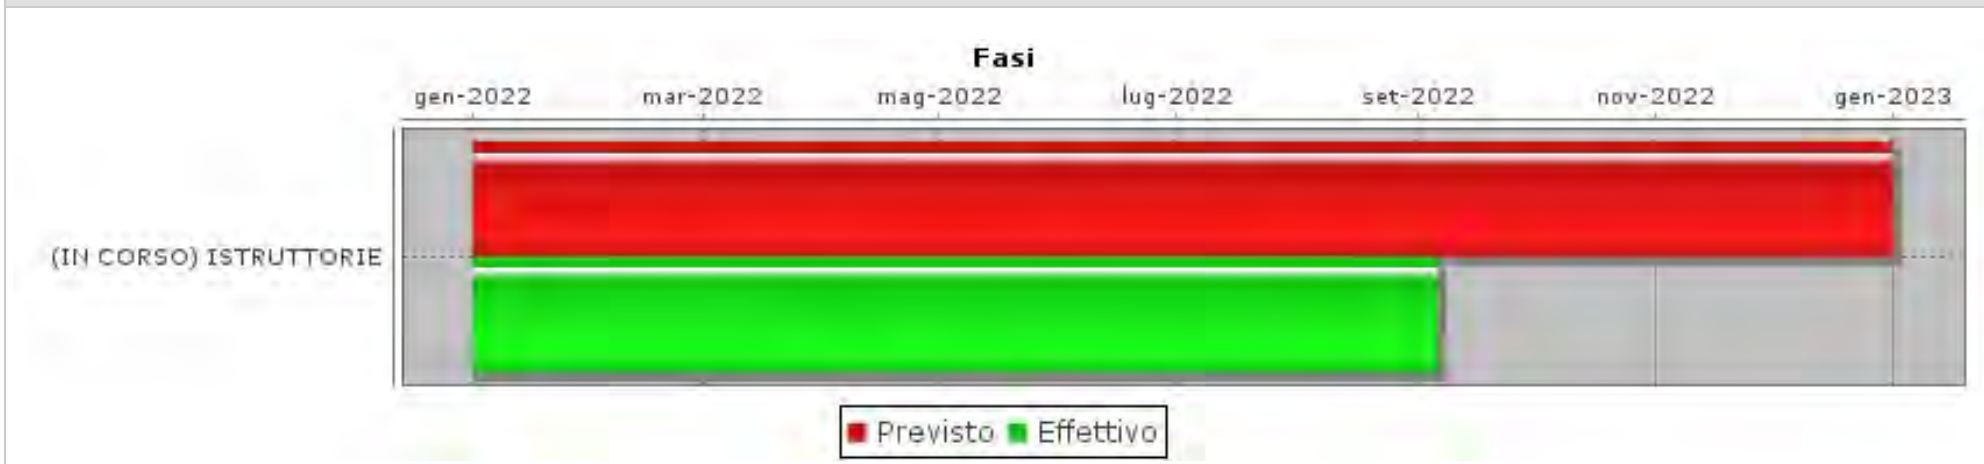 Fasi
gen-2022 mar-2022 mag-2022 lug-2022 set-2022 nov-2022 gen-2023
(IN CORSO) ISTRUTTORIE
Previsto Effettivo